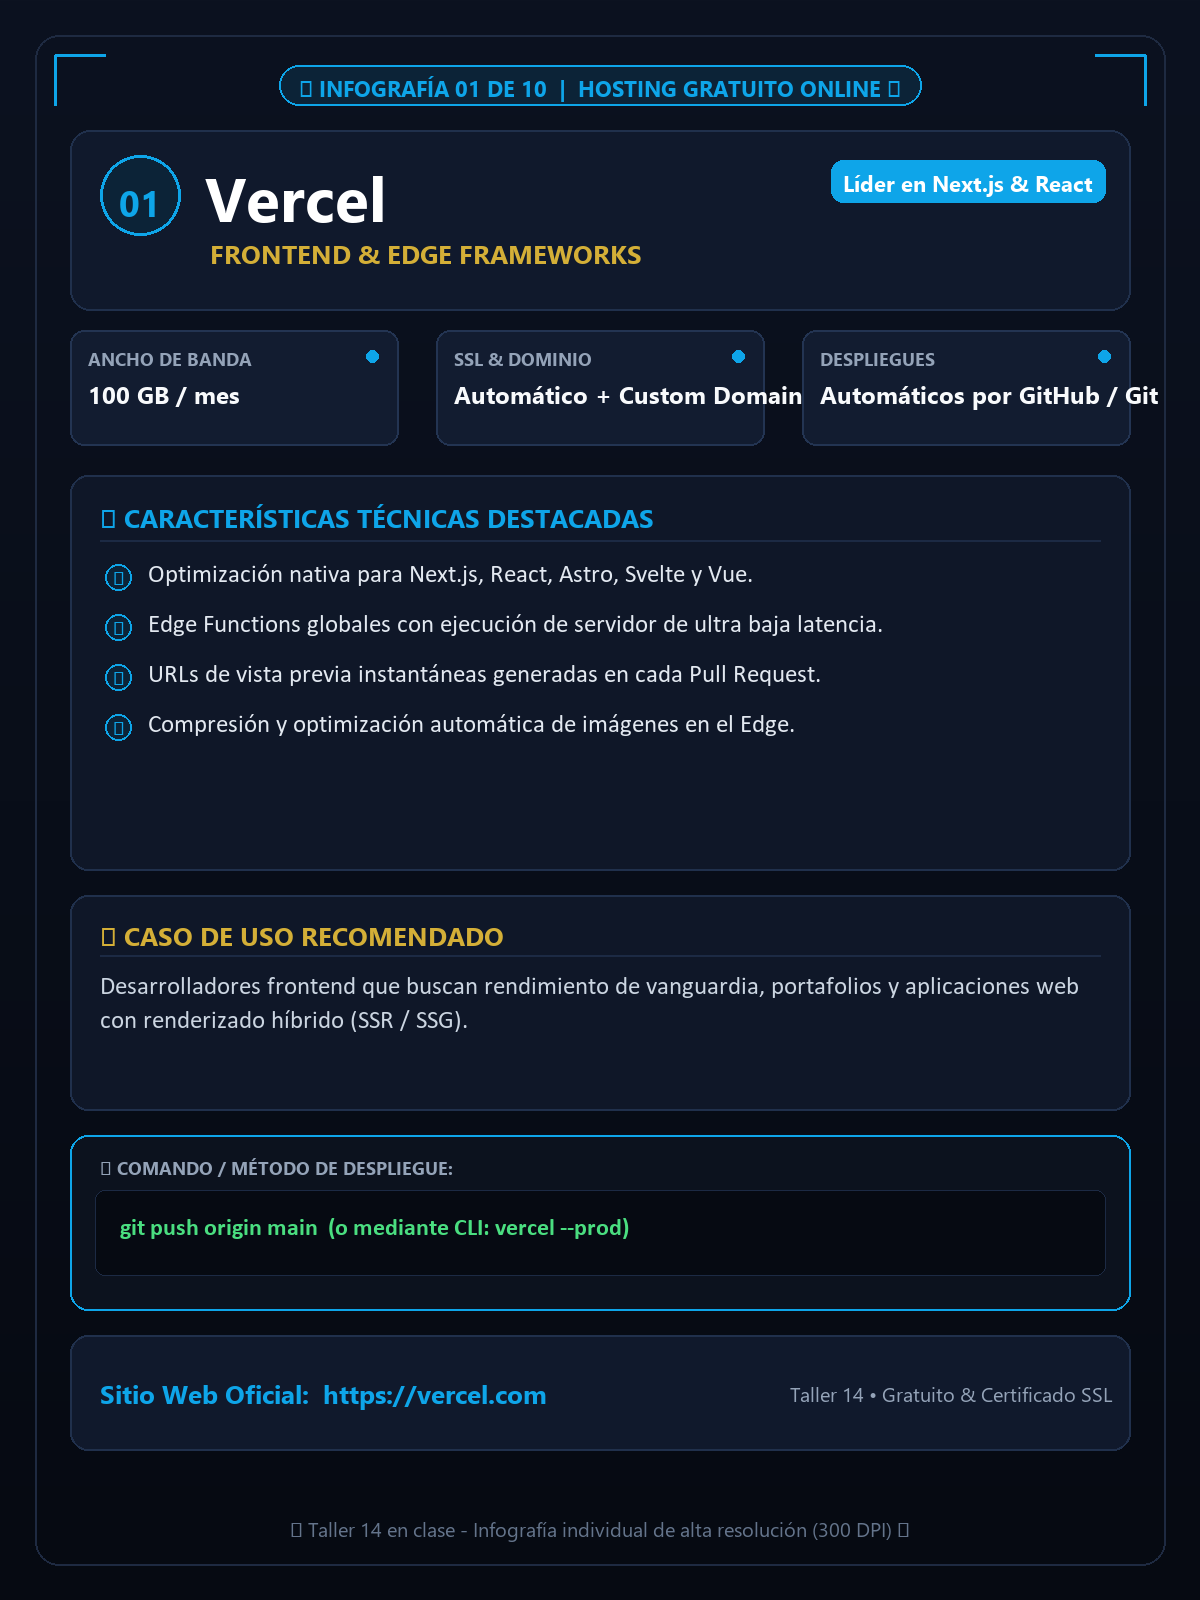 INFOGRAFÍA 01 DE 10 | HOSTING GRATUITO ONLINE
01
Vercel
Líder en Next.js & React
FRONTEND & EDGE FRAMEWORKS
ANCHO DE BANDA
100 GB / mes
SSL & DOMINIO
Automático + Custom Domain
DESPLIEGUES
Automáticos por GitHub / Git
CARACTERÍSTICAS TÉCNICAS DESTACADAS
Optimización nativa para Next.js, React, Astro, Svelte y Vue.
Edge Functions globales con ejecución de servidor de ultra baja latencia.
URLs de vista previa instantáneas generadas en cada Pull Request.
Compresión y optimización automática de imágenes en el Edge.
CASO DE USO RECOMENDADO
Desarrolladores frontend que buscan rendimiento de vanguardia, portafolios y aplicaciones web
con renderizado híbrido (SSR / SSG).
COMANDO / MÉTODO DE DESPLIEGUE:
git push origin main (o mediante CLI: vercel --prod)
Sitio Web Oficial: https://vercel.com
Taller 14 • Gratuito & Certificado SSL
Taller 14 en clase - Infografía individual de alta resolución (300 DPI)